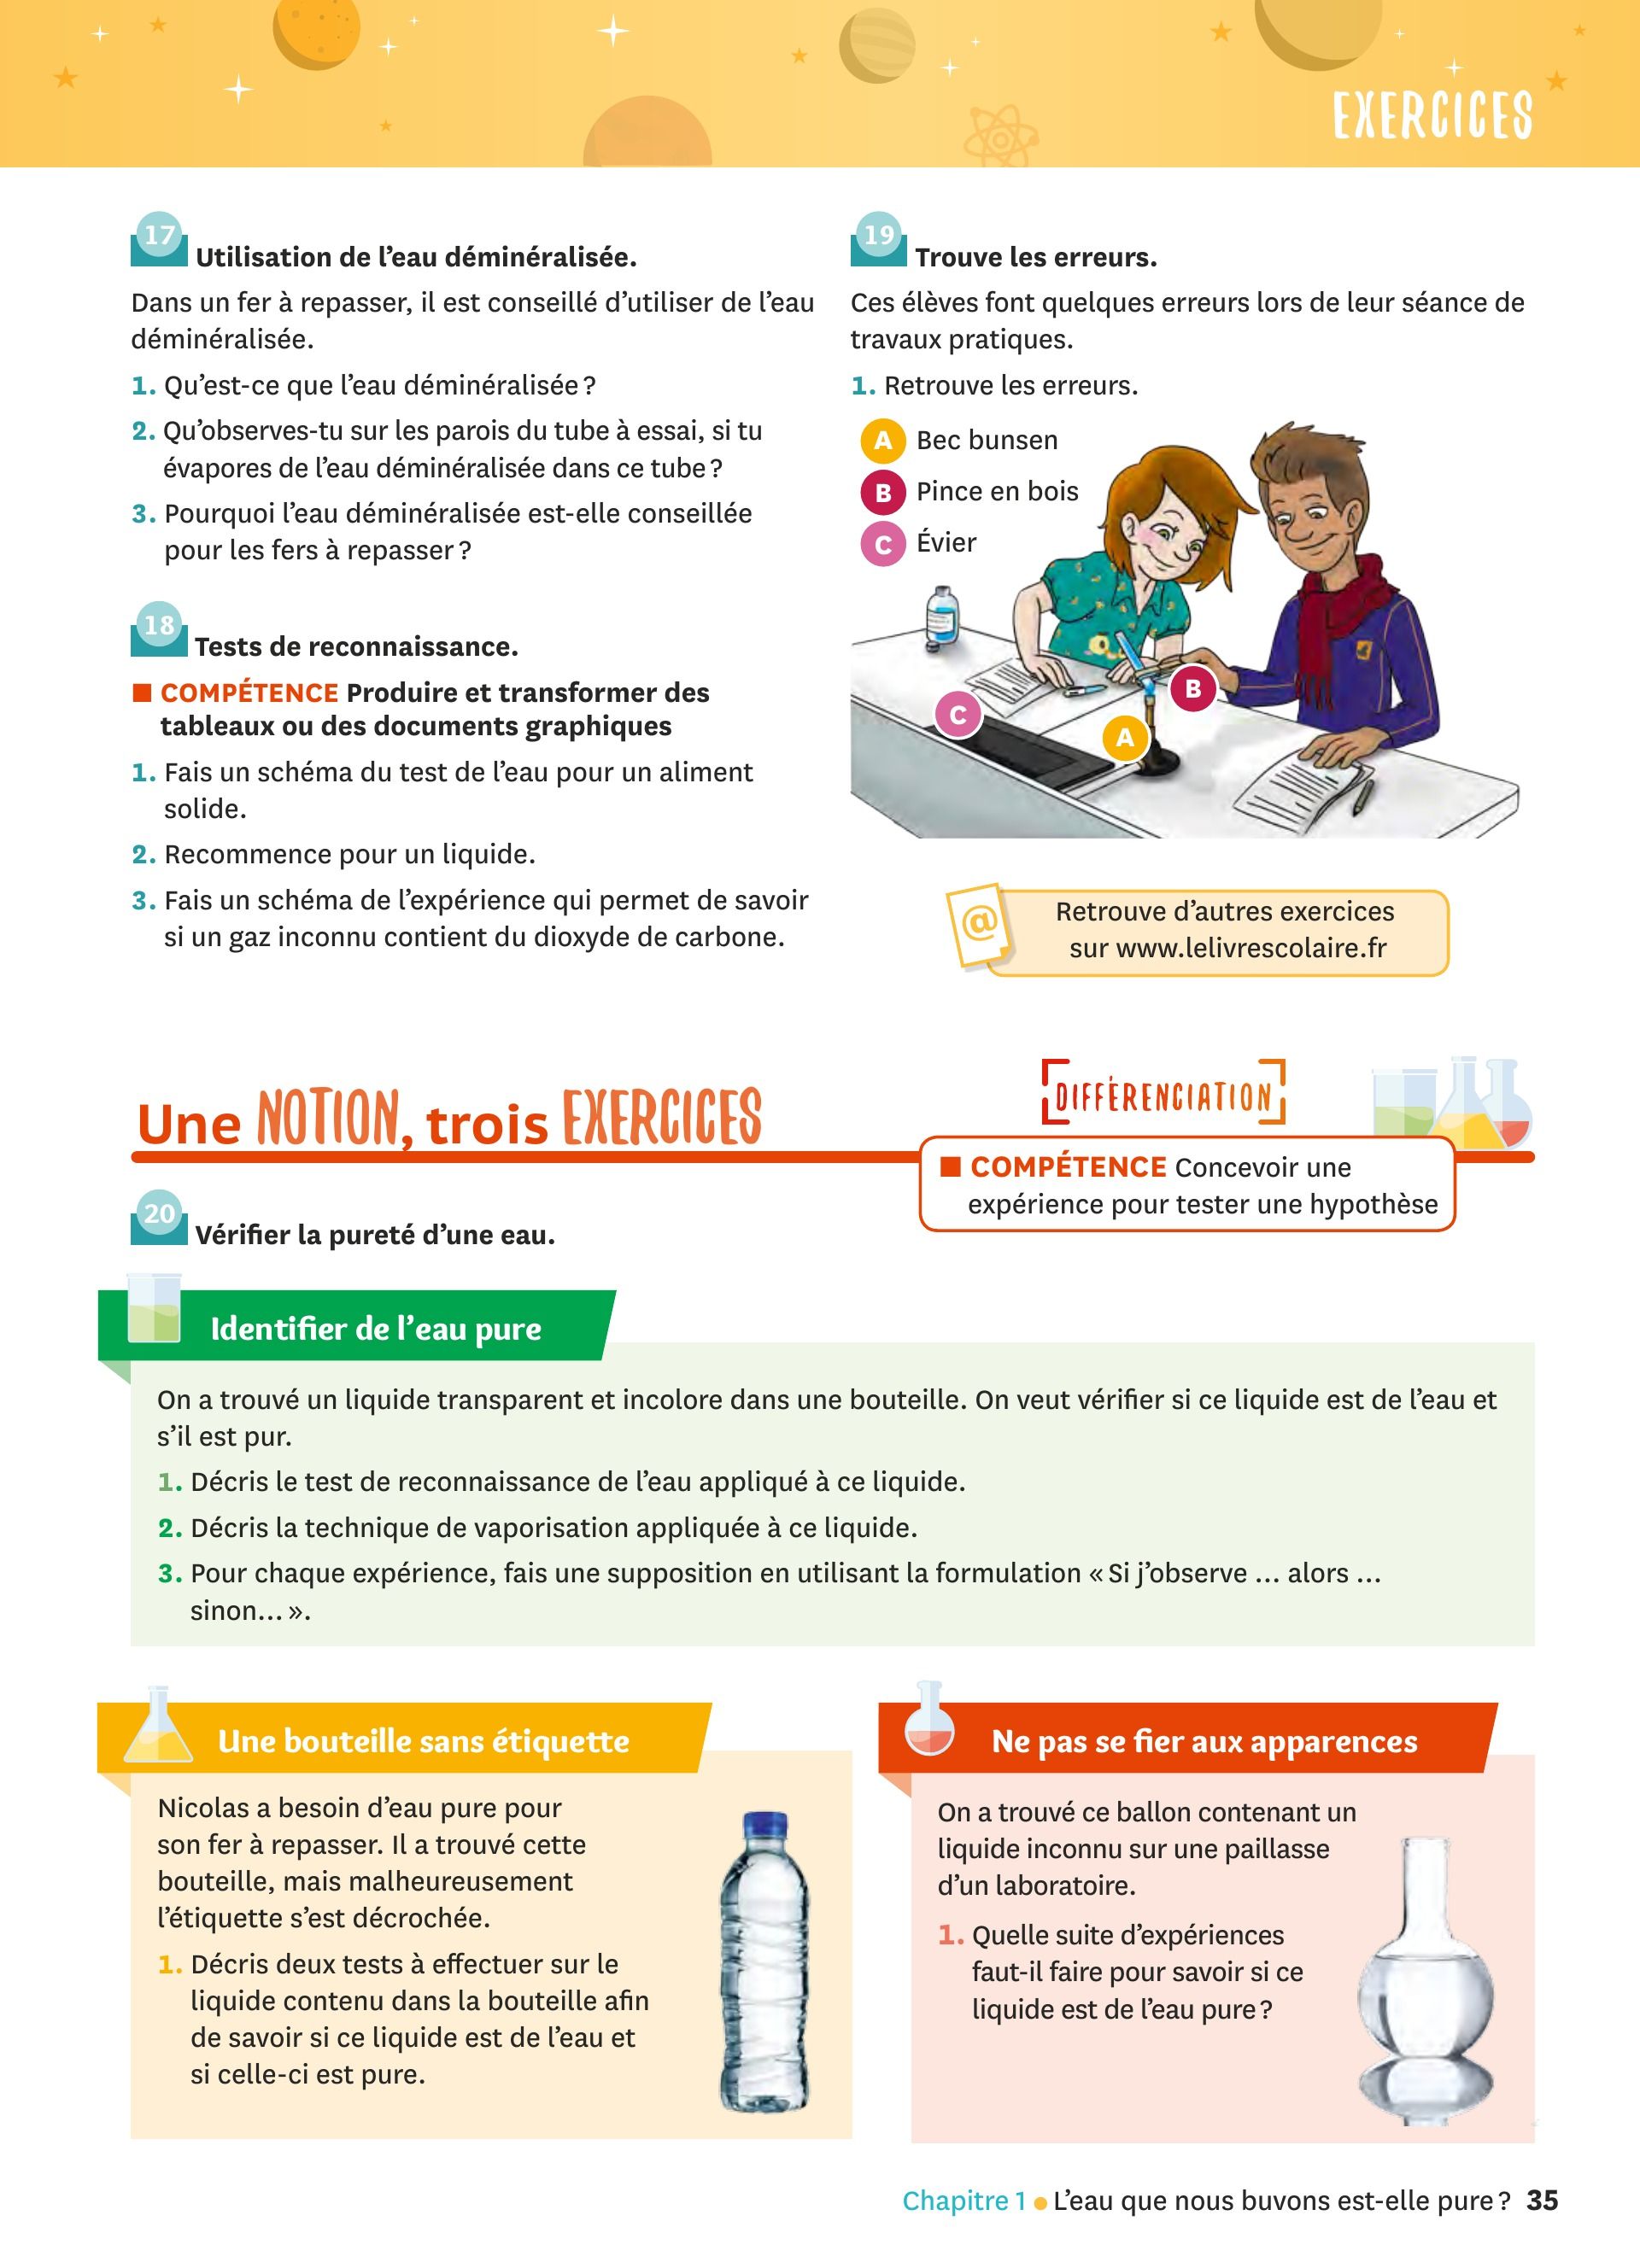 EXERCICES
17
Utilisation de l’eau déminéralisée.
Dans un fer à repasser, il est conseillé d’utiliser de l’eau
déminéralisée.
1. Qu’est-ce que l’eau déminéralisée ?
2. Qu’observes-tu sur les parois du tube à essai, si tu
évapores de l’eau déminéralisée dans ce tube ?
3. Pourquoi l’eau déminéralisée est-elle conseillée
pour les fers à repasser ?
18
Tests de reconnaissance.
COMPÉTENCE Produire et transformer des
tableaux ou des documents graphiques
1. Fais un schéma du test de l’eau pour un aliment
solide.
2. Recommence pour un liquide.
3. Fais un schéma de l’expérience qui permet de savoir
si un gaz inconnu contient du dioxyde de carbone.
19
Trouve les erreurs.
Ces élèves font quelques erreurs lors de leur séance de
travaux pratiques.
1. Retrouve les erreurs.
A Bec bunsen
B Pince en bois
C Évier
B
C
A
@
Retrouve d’autres exercices
sur www.lelivrescolaire.fr
Une NOTION, trois EXERCICES
DIFFÉRENCIATION
COMPÉTENCE Concevoir une
expérience pour tester une hypothèse
20
Vérifier la pureté d’une eau.
Identifier de l’eau pure
On a trouvé un liquide transparent et incolore dans une bouteille. On veut vérifier si ce liquide est de l’eau et
s’il est pur.
1. Décris le test de reconnaissance de l’eau appliqué à ce liquide.
2. Décris la technique de vaporisation appliquée à ce liquide.
3. Pour chaque expérience, fais une supposition en utilisant la formulation « Si j’observe ... alors ...
sinon... ».
Une bouteille sans étiquette
Nicolas a besoin d’eau pure pour
son fer à repasser. Il a trouvé cette
bouteille, mais malheureusement
l’étiquette s’est décrochée.
1. Décris deux tests à effectuer sur le
liquide contenu dans la bouteille afin
de savoir si ce liquide est de l’eau et
si celle-ci est pure.
Ne pas se fier aux apparences
On a trouvé ce ballon contenant un
liquide inconnu sur une paillasse
d’un laboratoire.
1. Quelle suite d’expériences
faut-il faire pour savoir si ce
liquide est de l’eau pure ?
Chapitre 1 • L’eau que nous buvons est-elle pure ? 35